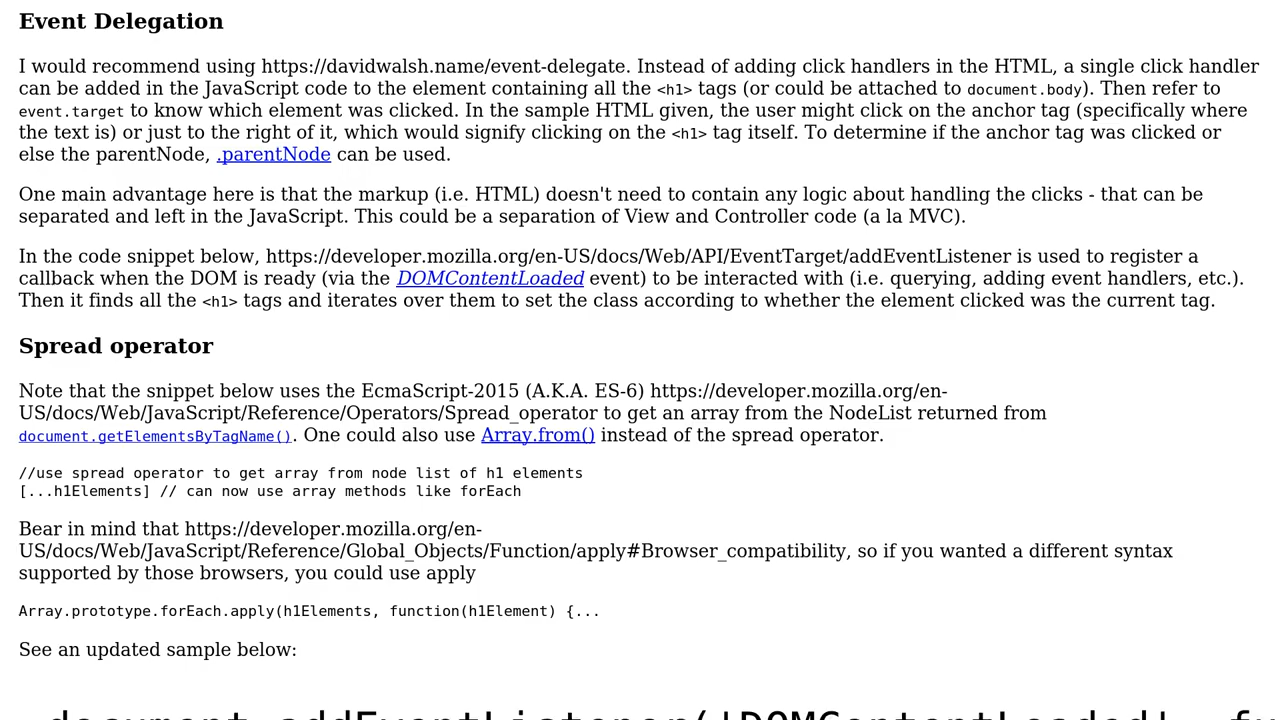 Event Delegation
I would recommend using https://davidwalsh.name/event-delegate. Instead of adding click handlers in the HTML, a single click handler
can be added in the JavaScript code to the element containing all the <h1> tags (or could be attached to document.body). Then refer to
event.target to know which element was clicked. In the sample HTML given, the user might click on the anchor tag (specifically where
the text is) or just to the right of it, which would signify clicking on the <h1> tag itself. To determine if the anchor tag was clicked or
else the parentNode, .parentNode can be used.
One main advantage here is that the markup (i.e. HTML) doesn't need to contain any logic about handling the clicks - that can be
separated and left in the JavaScript. This could be a separation of View and Controller code (a la MVC).
In the code snippet below, https://developer.mozilla.org/en-US/docs/Web/API/EventTarget/addEventListener is used to register a
callback when the DOM is ready (via the DOMContentLoaded event) to be interacted with (i.e. querying, adding event handlers, etc.).
Then it finds all the <h1> tags and iterates over them to set the class according to whether the element clicked was the current tag.
Spread operator
Note that the snippet below uses the EcmaScript-2015 (A.K.A. ES-6) https://developer.mozilla.org/en-
US/docs/Web/JavaScript/Reference/Operators/Spread_operator to get an array from the NodeList returned from
document.getElementsByTagName(). One could also use Array.from() instead of the spread operator.
//use spread operator to get array from node list of h1 elements
[...h1Elements] // can now use array methods like forEach
Bear in mind that https://developer.mozilla.org/en-
US/docs/Web/JavaScript/Reference/Global_Objects/Function/apply#Browser_compatibility, so if you wanted a different syntax
supported by those browsers, you could use apply
Array.prototype.forEach.apply(h1Elements, function(h1Element) {...
See an updated sample below:
document.addEventListener('DOMContentLoaded', fu